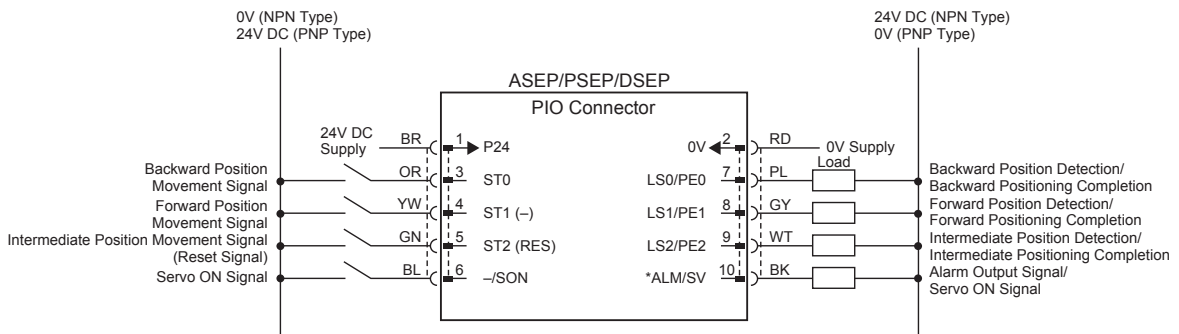 0V (NPN Type)
24V DC (PNP Type)
24V DC (NPN Type)
0V (PNP Type)
ASEP/PSEP/DSEP
PIO Connector
24V DC
Supply
BR
1
P24
0V
2
RD
0V Supply
Load
Backward Position
Movement Signal
OR
3
ST0
LS0/PE0
7
PL
Backward Position Detection/
Backward Positioning Completion
Forward Position
Movement Signal
YW
4
ST1 (–)
LS1/PE1
8
GY
Forward Position Detection/
Forward Positioning Completion
Intermediate Position Movement Signal
(Reset Signal)
GN
5
ST2 (RES)
LS2/PE2
9
WT
Intermediate Position Detection/
Intermediate Positioning Completion
Servo ON Signal
BL
6
–/SON
*ALM/SV
10
BK
Alarm Output Signal/
Servo ON Signal